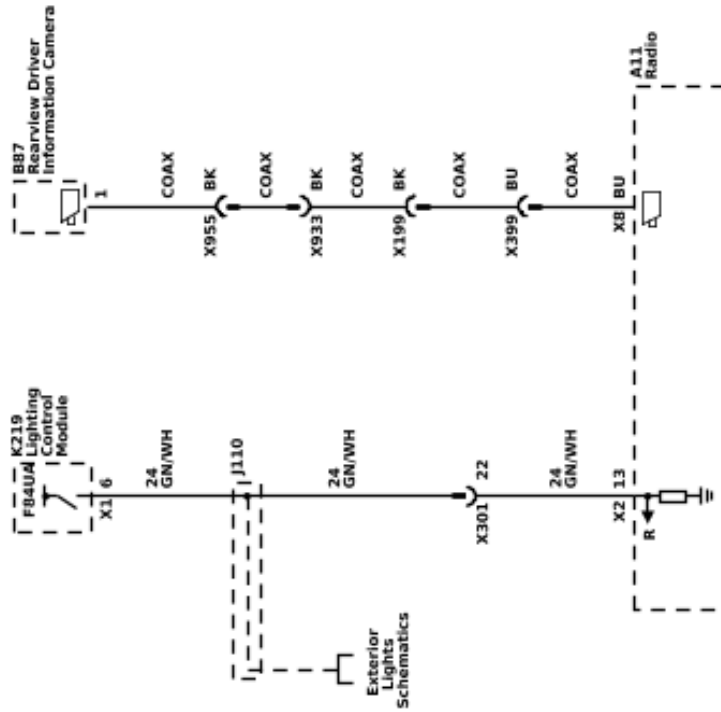 B87
Rearview Driver
Information Camera
1
COAX
X955
BK
COAX
X933
BK
COAX
X199
BK
COAX
X399
BU
COAX
X8
BU
A11
Radio
K219
Lighting
Control
Module
F84UA
X1
6
24
GN/WH
J110
24
GN/WH
X301
22
24
GN/WH
X2
13
R
Exterior
Lights
Schematics